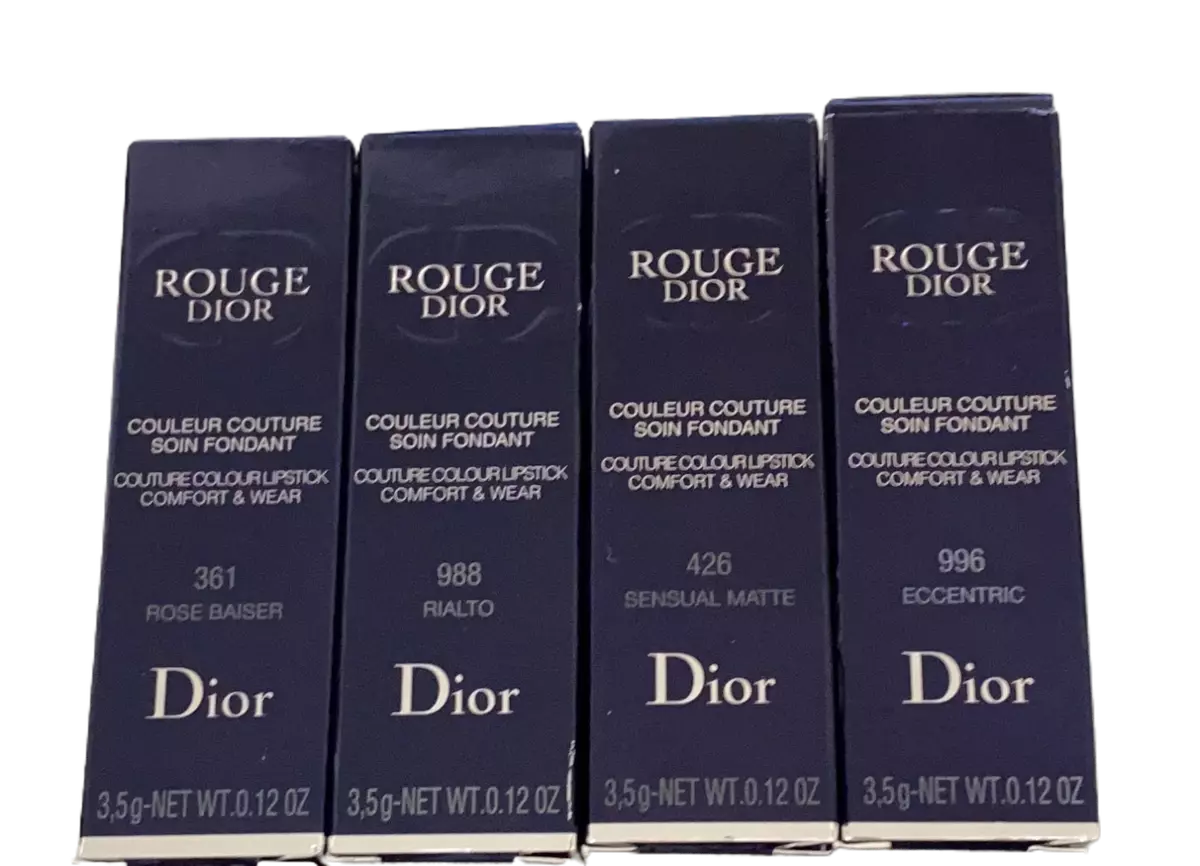 ROUGE
DIOR
COULEUR COUTURE
SOIN FONDANT
COUTURE COLOUR LIPSTICK
COMFORT & WEAR
361
ROSE BAISER
Dior
3,5g-NET WT.0.12 OZ
ROUGE
DIOR
COULEUR COUTURE
SOIN FONDANT
COUTURE COLOUR LIPSTICK
COMFORT & WEAR
988
RIALTO
Dior
3,5g-NET WT.0.12 OZ
ROUGE
DIOR
COULEUR COUTURE
SOIN FONDANT
COUTURE COLOUR LIPSTICK
COMFORT & WEAR
426
SENSUAL MATTE
Dior
3,5g-NET WT.0.12 OZ
ROUGE
DIOR
COULEUR COUTURE
SOIN FONDANT
COUTURE COLOUR LIPSTICK
COMFORT & WEAR
996
ECCENTRIC
Dior
3,5g-NET WT.0.12 OZ